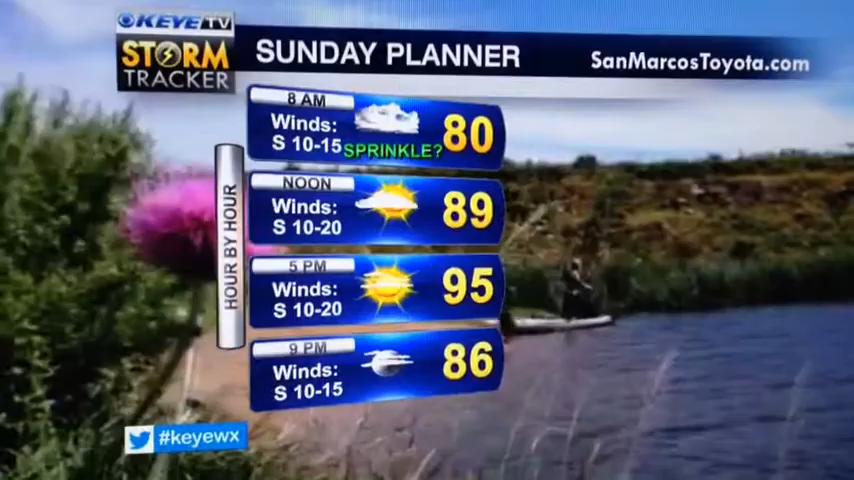 KEYE TV
STORM
TRACKER
SUNDAY PLANNER
SanMarcosToyota.com
HOUR BY HOUR
8 AM
Winds:
S 10-15
SPRINKLE?
80
NOON
Winds:
S 10-20
89
5 PM
Winds:
S 10-20
95
9 PM
Winds:
S 10-15
86
#keyewx